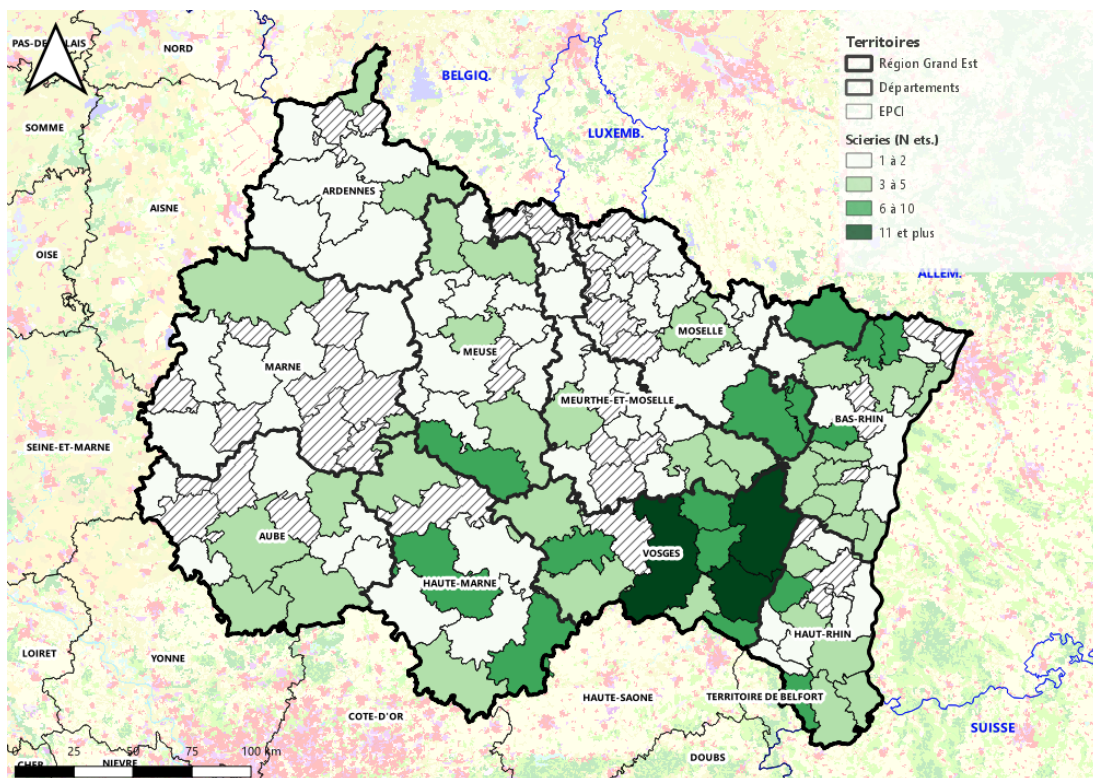 PAS-DE-CALAIS
NORD
BELGIQ.
SOMME
LUXEMB.
ARDENNES
AISNE
OISE
ALLEM.
MOSELLE
MEUSE
MARNE
MEURTHE-ET-MOSELLE
BAS-RHIN
SEINE-ET-MARNE
AUBE
VOSGES
HAUTE-MARNE
HAUT-RHIN
LOIRET
YONNE
HAUTE-SAONE
TERRITOIRE DE BELFORT
COTE-D'OR
SUISSE
DOUBS
CHER
NIEVRE
0 25 50 75 100 km
Territoires
Région Grand Est
Départements
EPCI
Scieries (N ets.)
1 à 2
3 à 5
6 à 10
11 et plus